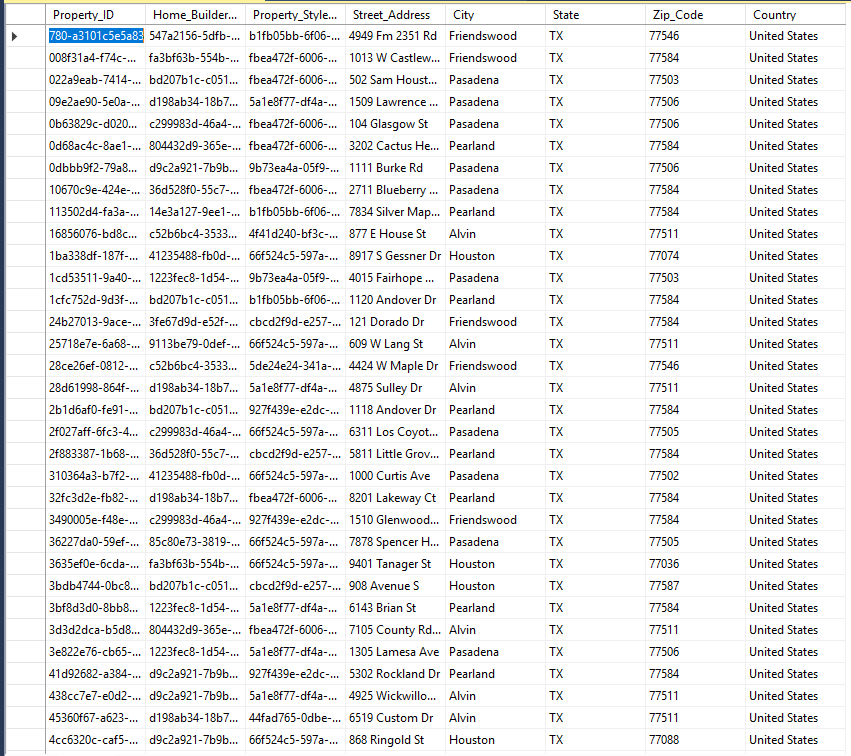 Property_ID Home_Builder... Property_Style... Street_Address City State Zip_Code Country
780-a3101c5e5a83 547a2156-5dfb-... b1fb05bb-6f06-... 4949 Fm 2351 Rd Friendswood TX 77546 United States
008f31a4-f74c-... fa3bf63b-554b-... fbea472f-6006-... 1013 W Castlew... Friendswood TX 77584 United States
022a9eab-7414-... bd207b1c-c051... fbea472f-6006-... 502 Sam Houst... Pasadena TX 77503 United States
09e2ae90-5e0a-... d198ab34-18b7... 5a1e8f77-df4a-... 1509 Lawrence ... Pasadena TX 77506 United States
0b63829c-d020... c299983d-46a4-... fbea472f-6006-... 104 Glasgow St Pasadena TX 77506 United States
0d68ac4c-8ae1-... 804432d9-365e-... fbea472f-6006-... 3202 Cactus He... Pearland TX 77584 United States
0dbbb9f2-79a8... d9c2a921-7b9b... 9b73ea4a-05f9-... 1111 Burke Rd Pasadena TX 77506 United States
10670c9e-424e-... 36d528f0-55c7-... fbea472f-6006-... 2711 Blueberry ... Pasadena TX 77584 United States
113502d4-fa3a-... 14e3a127-9ee1-... b1fb05bb-6f06-... 7834 Silver Map... Pearland TX 77584 United States
16856076-bd8c... c52b6bc4-3533... 4f41d240-bf3c-... 877 E House St Alvin TX 77511 United States
1ba338df-187f-... 41235488-fb0d-... 66f524c5-597a-... 8917 S Gessner Dr Houston TX 77074 United States
1cd53511-9a40-... 1223fec8-1d54-... 9b73ea4a-05f9-... 4015 Fairhope ... Pasadena TX 77503 United States
1cfc752d-9d3f-... bd207b1c-c051... b1fb05bb-6f06-... 1120 Andover Dr Pearland TX 77584 United States
24b27013-9ace-... 3fe67d9d-e52f-... cbcd2f9d-e257-... 121 Dorado Dr Friendswood TX 77584 United States
25718e7e-6a68-... 9113be79-0def-... 66f524c5-597a-... 609 W Lang St Alvin TX 77511 United States
28ce26ef-0812-... c52b6bc4-3533... 5de24e24-341a-... 4424 W Maple Dr Friendswood TX 77546 United States
28d61998-864f-... d198ab34-18b7... 5a1e8f77-df4a-... 4875 Sulley Dr Alvin TX 77511 United States
2b1d6af0-fe91-... bd207b1c-c051... 927f439e-e2dc-... 1118 Andover Dr Pearland TX 77584 United States
2f027aff-6fc3-4... c299983d-46a4-... 66f524c5-597a-... 6311 Los Coyot... Pasadena TX 77505 United States
2f883387-1b68-... 36d528f0-55c7-... cbcd2f9d-e257-... 5811 Little Grov... Pearland TX 77584 United States
310364a3-b7f2-... 41235488-fb0d-... 66f524c5-597a-... 1000 Curtis Ave Pasadena TX 77502 United States
32fc3d2e-fb82-... d198ab34-18b7... fbea472f-6006-... 8201 Lakeway Ct Pearland TX 77584 United States
3490005e-f48e-... c299983d-46a4-... 927f439e-e2dc-... 1510 Glenwood... Friendswood TX 77584 United States
36227da0-59ef-... 85c80e73-3819-... 66f524c5-597a-... 7878 Spencer H... Pasadena TX 77505 United States
3635ef0e-6cda-... fa3bf63b-554b-... 66f524c5-597a-... 9401 Tanager St Houston TX 77036 United States
3bdb4744-0bc8... bd207b1c-c051... cbcd2f9d-e257-... 908 Avenue S Houston TX 77587 United States
3bf8d3d0-8bb8... 1223fec8-1d54-... 5a1e8f77-df4a-... 6143 Brian St Pearland TX 77584 United States
3d3d2dca-b5d8... 804432d9-365e-... fbea472f-6006-... 7105 County Rd... Alvin TX 77511 United States
3e822e76-cb65-... 1223fec8-1d54-... 5a1e8f77-df4a-... 1305 Lamesa Ave Pasadena TX 77506 United States
41d92682-a384-... d9c2a921-7b9b... 927f439e-e2dc-... 5302 Rockland Dr Pearland TX 77584 United States
438cc7e7-e0d2-... d9c2a921-7b9b... 5a1e8f77-df4a-... 4925 Wickwillo... Alvin TX 77511 United States
45360f67-a623-... d198ab34-18b7... 44fad765-0dbe-... 6519 Custom Dr Alvin TX 77511 United States
4cc6320c-caf5-... d9c2a921-7b9b... 66f524c5-597a-... 868 Ringold St Houston TX 77088 United States